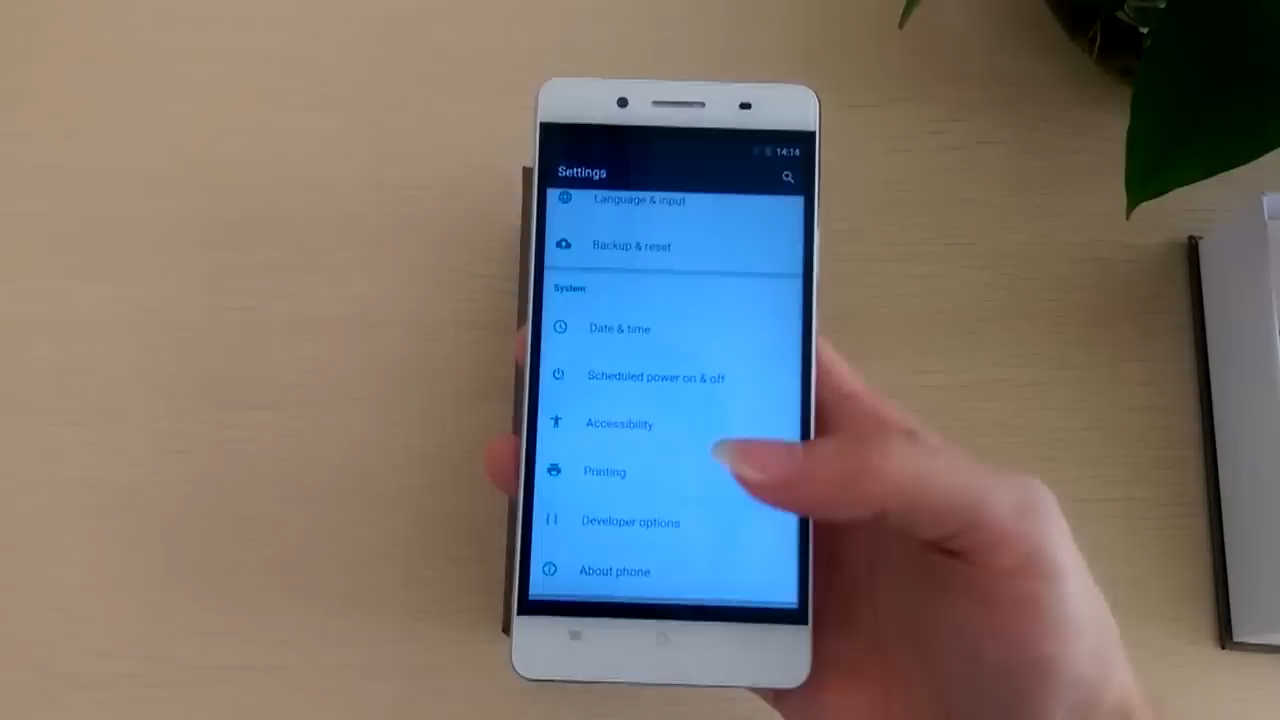 14:14
Settings
Language & input
Backup & reset
System
Date & time
Scheduled power on & off
Accessibility
Printing
Developer options
About phone